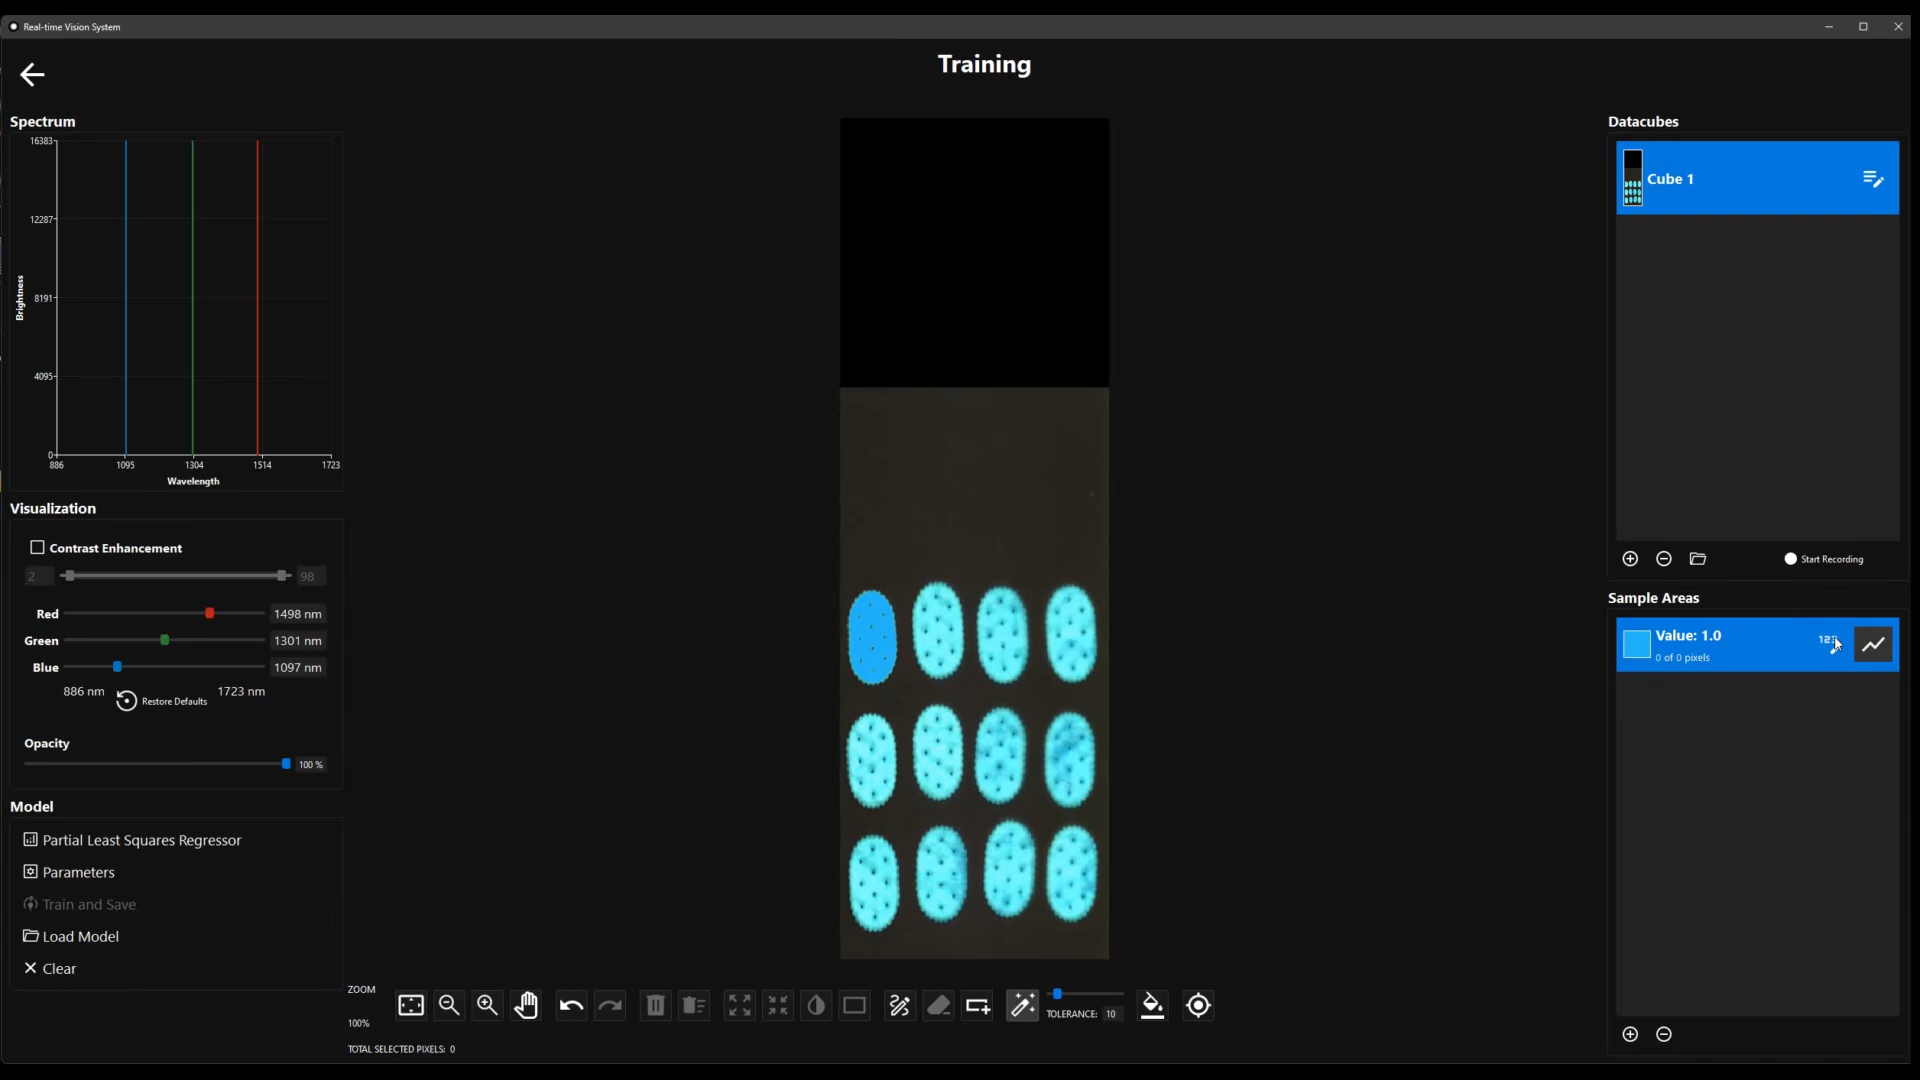 Real-time Vision System
Training
Spectrum
16383
12287
8191
4095
0
Brightness
886 1095 1304 1514 1723
Wavelength
Visualization
Contrast Enhancement
2 98
Red 1498 nm
Green 1301 nm
Blue 1097 nm
886 nm 1723 nm
Restore Defaults
Opacity
100 %
Model
Partial Least Squares Regressor
Parameters
Train and Save
Load Model
Clear
ZOOM
100%
TOLERANCE: 10
TOTAL SELECTED PIXELS: 0
Datacubes
Cube 1
Start Recording
Sample Areas
Value: 1.0
0 of 0 pixels